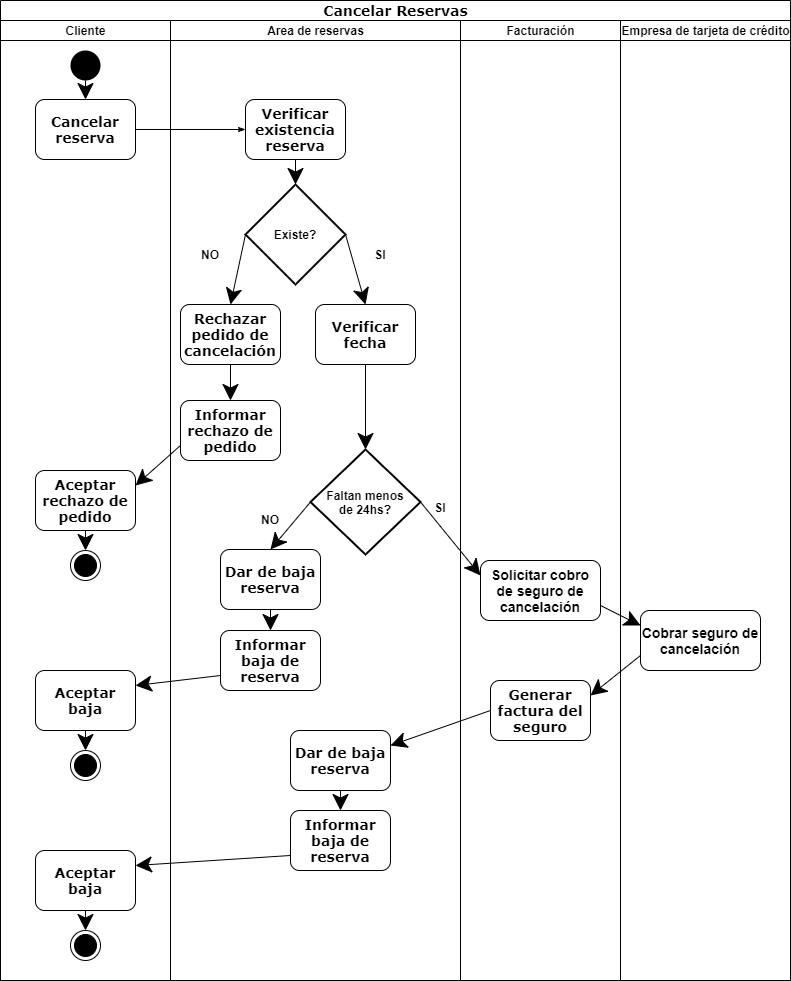 Cancelar Reservas
Cliente
Area de reservas
Facturación
Empresa de tarjeta de crédito
Cancelar
reserva
Verificar
existencia
reserva
Existe?
NO
SI
Rechazar
pedido de
cancelación
Verificar
fecha
Informar
rechazo de
pedido
Aceptar
rechazo de
pedido
Faltan menos
de 24hs?
NO
SI
Dar de baja
reserva
Solicitar cobro
de seguro de
cancelación
Cobrar seguro de
cancelación
Informar
baja de
reserva
Aceptar
baja
Generar
factura del
seguro
Dar de baja
reserva
Informar
baja de
reserva
Aceptar
baja